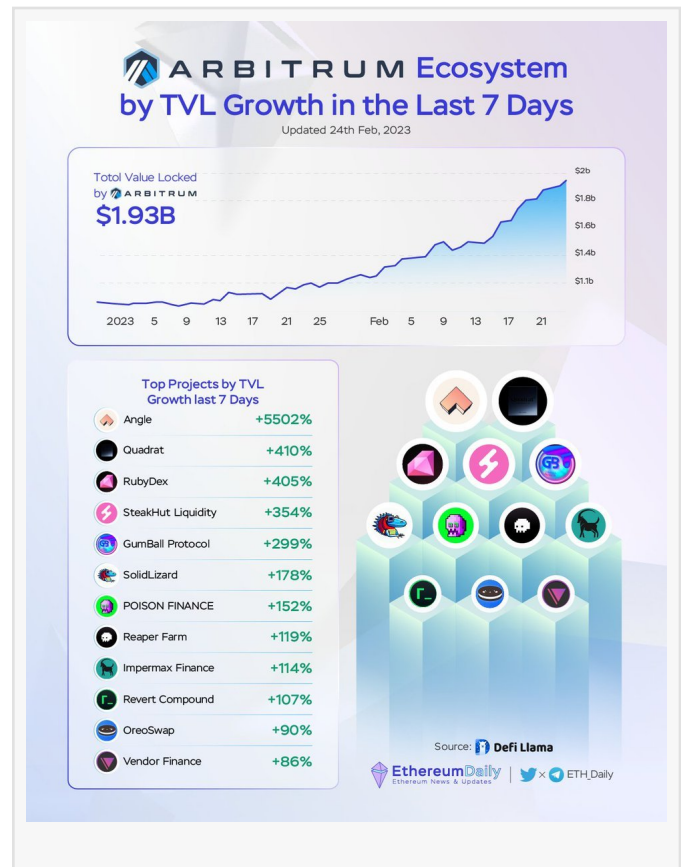 ARBITRUM Ecosystem
by TVL Growth in the Last 7 Days
Updated 24th Feb, 2023
Totol Value Locked
by ARBITRUM
$1.93B
$2b
$1.8b
$1.6b
$1.4b
$1.1b
2023 5 9 13 17 21 25 Feb 5 9 13 17 21
Top Projects by TVL
Growth last 7 Days
Angle +5502%
Quadrat +410%
RubyDex +405%
SteakHut Liquidity +354%
GumBall Protocol +299%
SolidLizard +178%
POISON FINANCE +152%
Reaper Farm +119%
Impermax Finance +114%
Revert Compound +107%
OreoSwap +90%
Vendor Finance +86%
GB
Source: Defi Llama
EthereumDaily
Ethereum News & Updates
× ETH_Daily